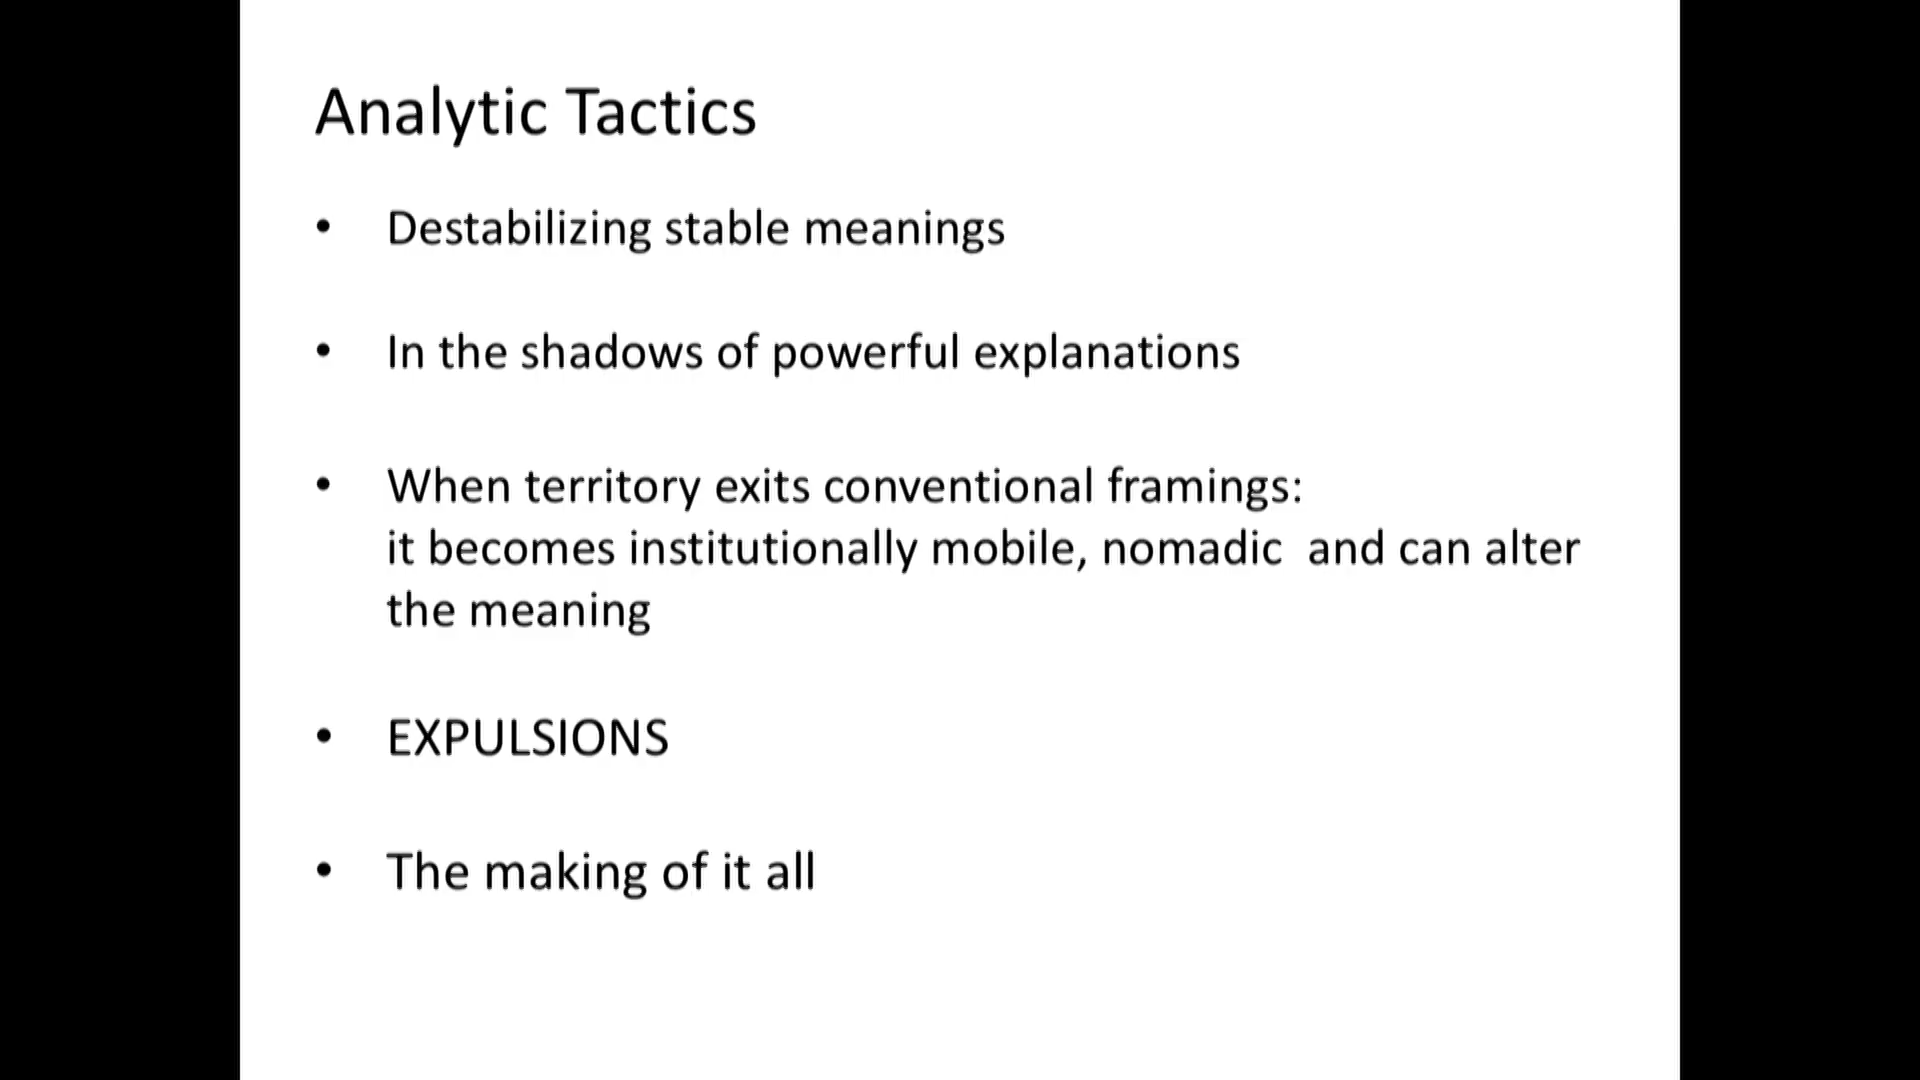 Analytic Tactics
• Destabilizing stable meanings
• In the shadows of powerful explanations
• When territory exits conventional framings:
it becomes institutionally mobile, nomadic  and can alter
the meaning
• EXPULSIONS
• The making of it all